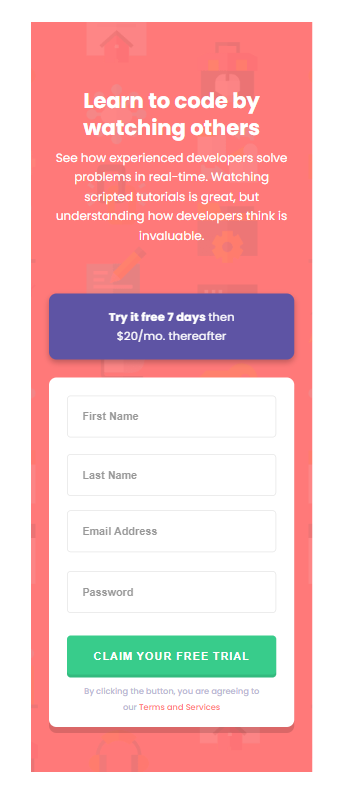 Learn to code by
watching others
See how experienced developers solve
problems in real-time. Watching
scripted tutorials is great, but
understanding how developers think is
invaluable.
Try it free 7 days then
$20/mo. thereafter
First Name
Last Name
Email Address
Password
CLAIM YOUR FREE TRIAL
By clicking the button, you are agreeing to
our Terms and Services